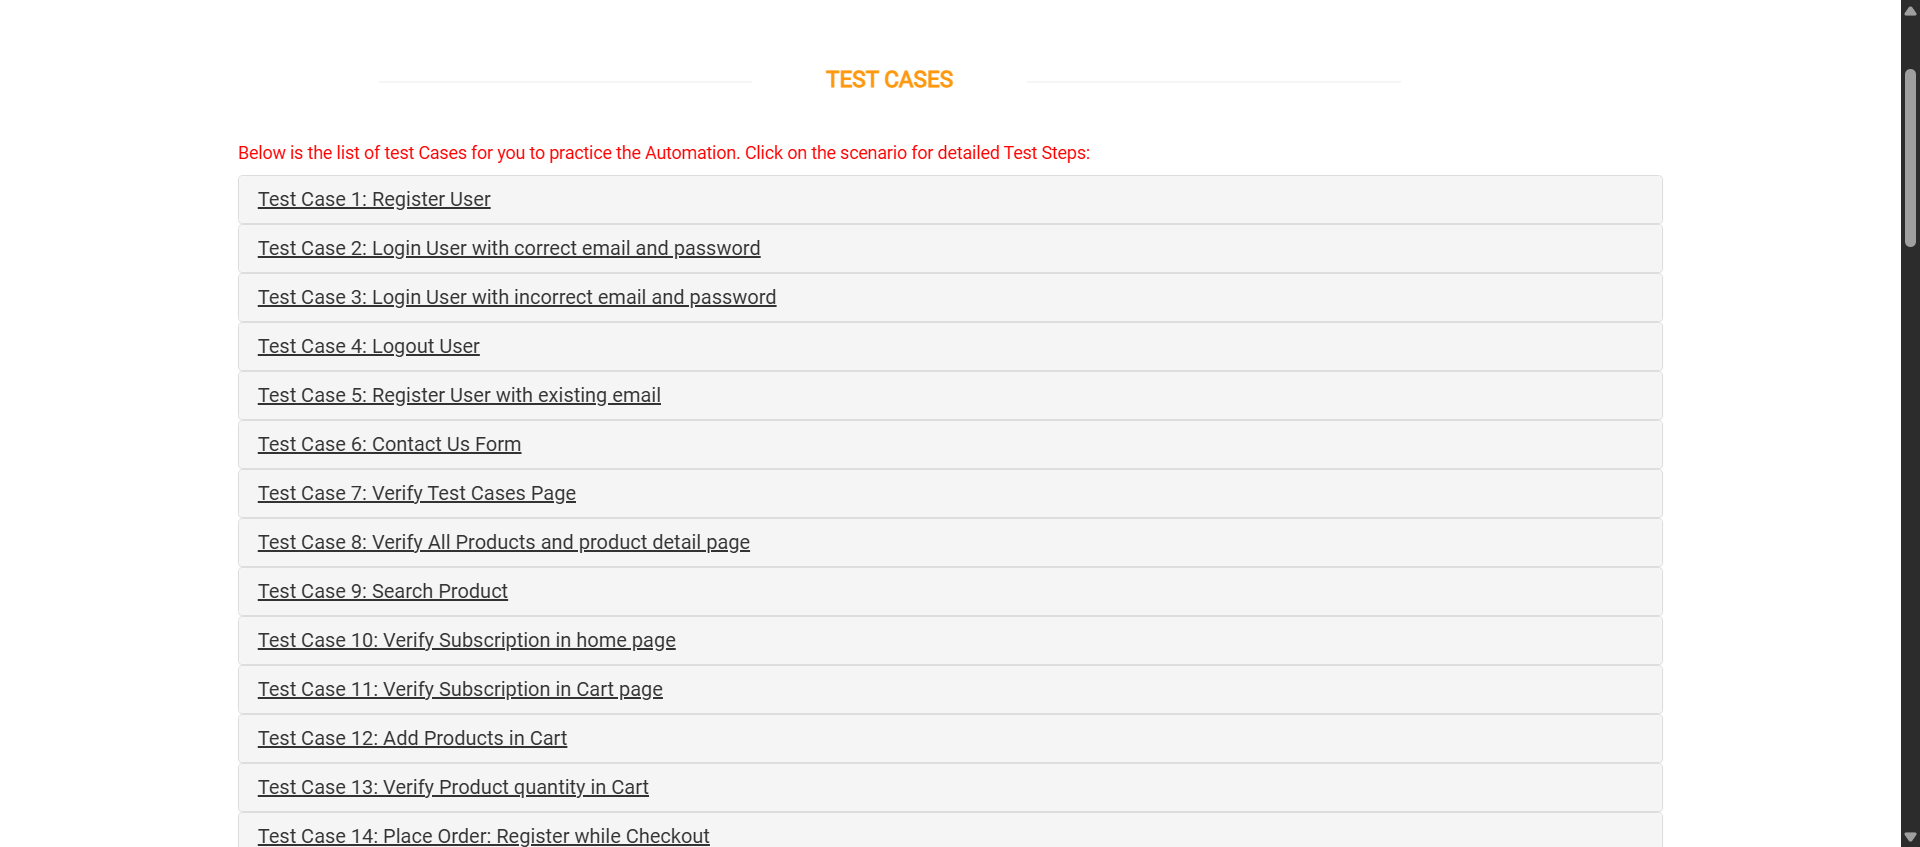 TEST CASES
Below is the list of test Cases for you to practice the Automation. Click on the scenario for detailed Test Steps:
Test Case 1: Register User
Test Case 2: Login User with correct email and password
Test Case 3: Login User with incorrect email and password
Test Case 4: Logout User
Test Case 5: Register User with existing email
Test Case 6: Contact Us Form
Test Case 7: Verify Test Cases Page
Test Case 8: Verify All Products and product detail page
Test Case 9: Search Product
Test Case 10: Verify Subscription in home page
Test Case 11: Verify Subscription in Cart page
Test Case 12: Add Products in Cart
Test Case 13: Verify Product quantity in Cart
Test Case 14: Place Order: Register while Checkout